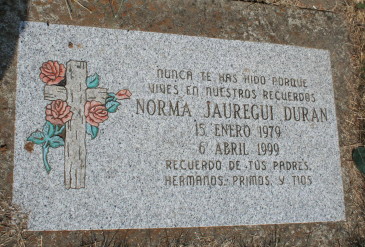 NUNCA TE HAS HIDO PORQUE
VIVES EN NUESTROS RECUERDOS
NORMA JAUREGUI DURAN
15 ENERO 1979
6 ABRIL 1999
RECUERDO DE TUS PADRES,
HERMANOS, PRIMOS, Y TIOS